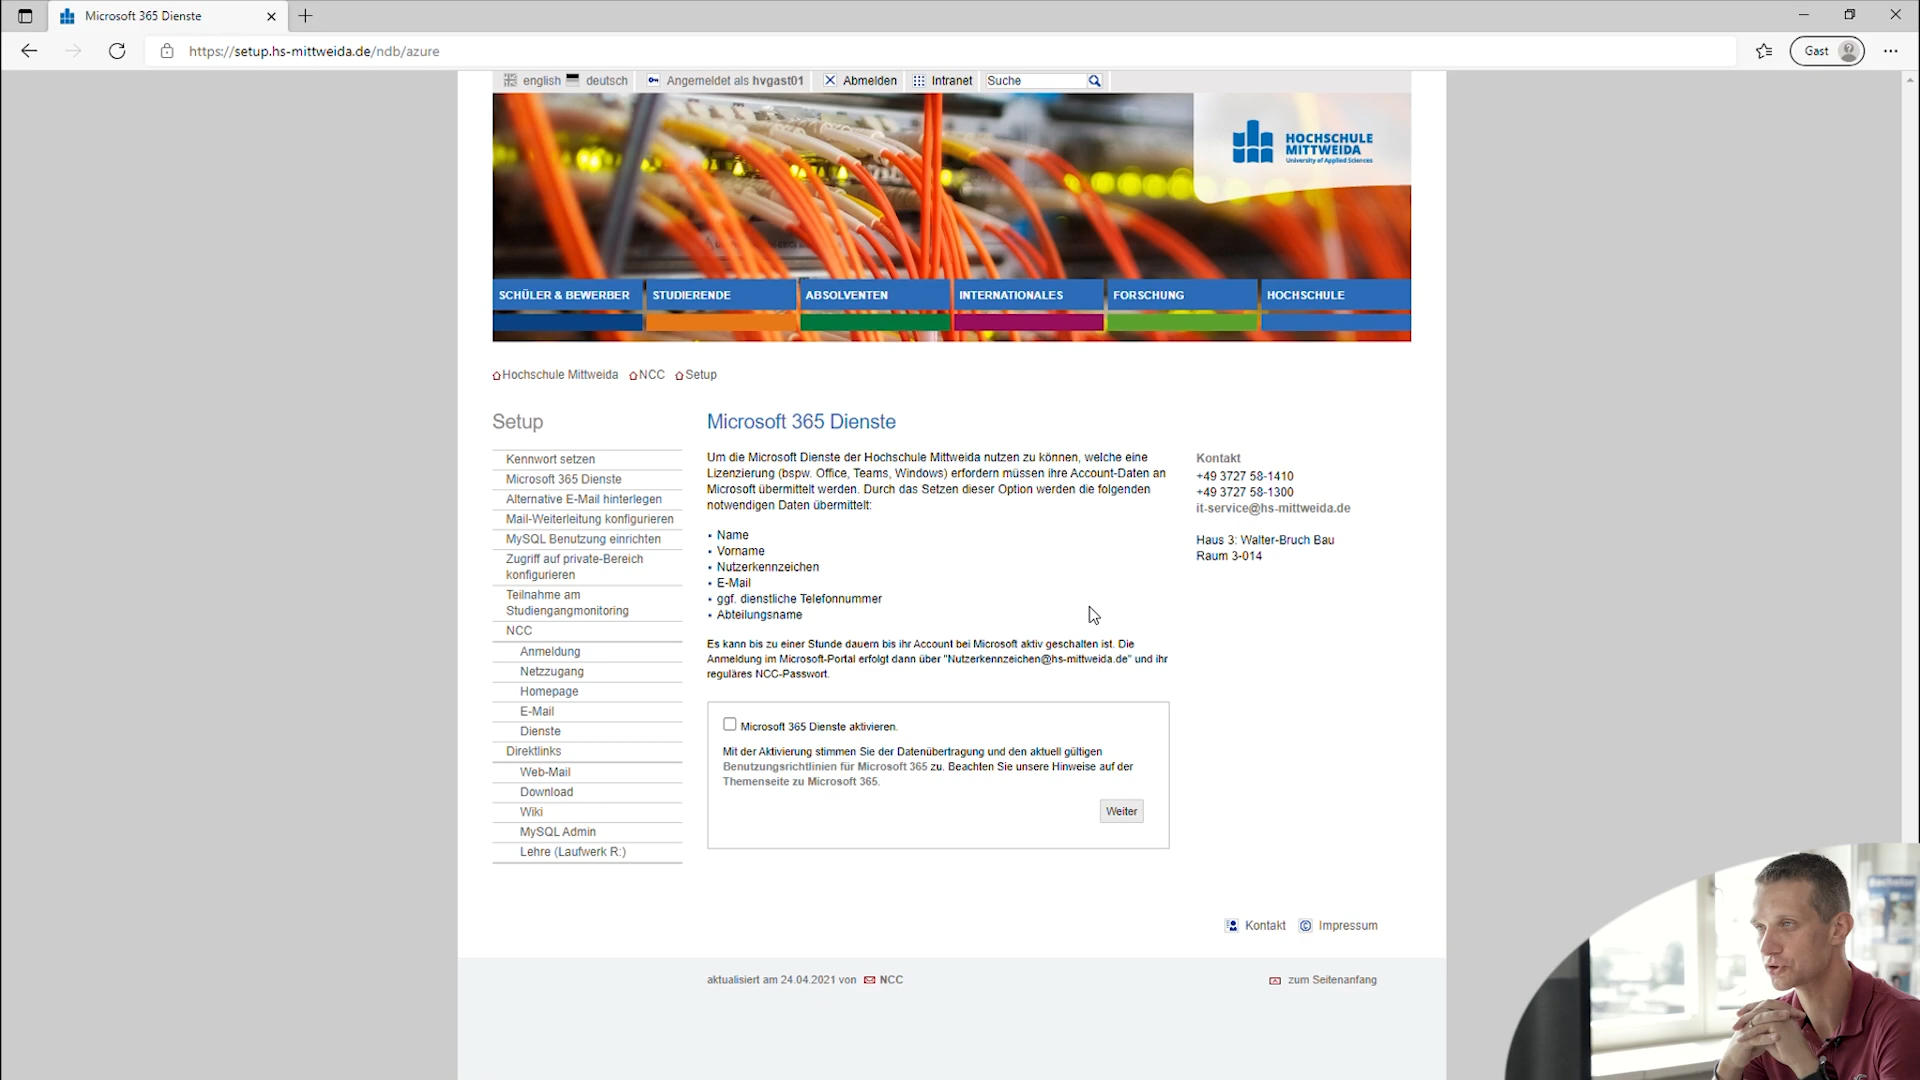 Microsoft 365 Dienste
https://setup.hs-mittweida.de/ndb/azure
Gast
english deutsch Angemeldet als hvgast01 Abmelden Intranet Suche
HOCHSCHULE
MITTWEIDA
University of Applied Sciences
SCHÜLER & BEWERBER STUDIERENDE ABSOLVENTEN INTERNATIONALES FORSCHUNG HOCHSCHULE
Hochschule Mittweida NCC Setup
Setup
Kennwort setzen
Microsoft 365 Dienste
Alternative E-Mail hinterlegen
Mail-Weiterleitung konfigurieren
MySQL Benutzung einrichten
Zugriff auf private-Bereich
konfigurieren
Teilnahme am
Studiengangmonitoring
NCC
Anmeldung
Netzzugang
Homepage
E-Mail
Dienste
Direktlinks
Web-Mail
Download
Wiki
MySQL Admin
Lehre (Laufwerk R:)
Microsoft 365 Dienste
Um die Microsoft Dienste der Hochschule Mittweida nutzen zu können, welche eine
Lizenzierung (bspw. Office, Teams, Windows) erfordern müssen ihre Account-Daten an
Microsoft übermittelt werden. Durch das Setzen dieser Option werden die folgenden
notwendigen Daten übermittelt:
• Name
• Vorname
• Nutzerkennzeichen
• E-Mail
• ggf. dienstliche Telefonnummer
• Abteilungsname
Es kann bis zu einer Stunde dauern bis ihr Account bei Microsoft aktiv geschalten ist. Die
Anmeldung im Microsoft-Portal erfolgt dann über "Nutzerkennzeichen@hs-mittweida.de" und ihr
reguläres NCC-Passwort.
Microsoft 365 Dienste aktivieren.
Mit der Aktivierung stimmen Sie der Datenübertragung und den aktuell gültigen
Benutzungsrichtlinien für Microsoft 365 zu. Beachten Sie unsere Hinweise auf der
Themenseite zu Microsoft 365.
Weiter
Kontakt
+49 3727 58-1410
+49 3727 58-1300
it-service@hs-mittweida.de
Haus 3: Walter-Bruch Bau
Raum 3-014
Kontakt Impressum
aktualisiert am 24.04.2021 von NCC
zum Seitenanfang